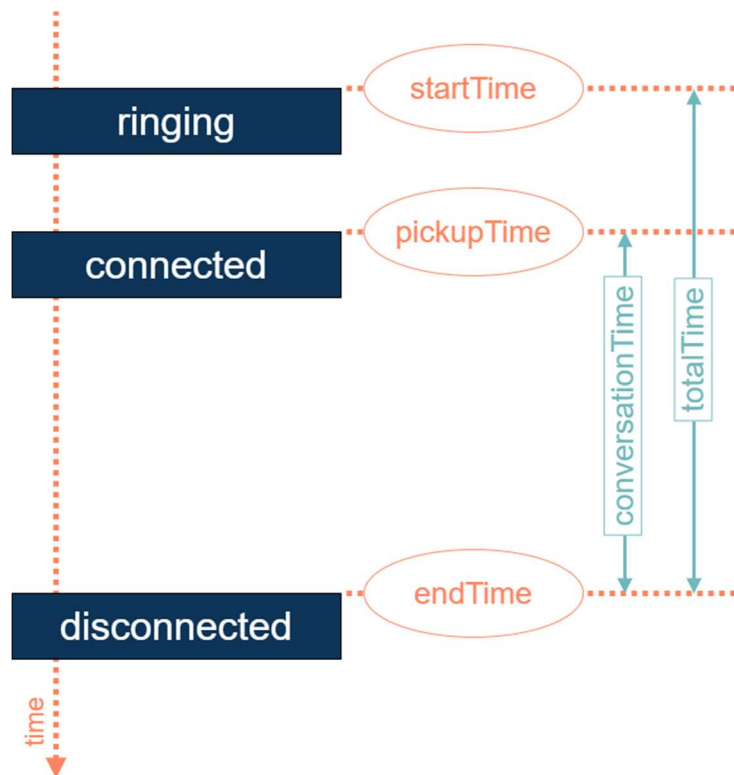 startTime
ringing
pickupTime
connected
conversationTime
totalTime
endTime
disconnected
time